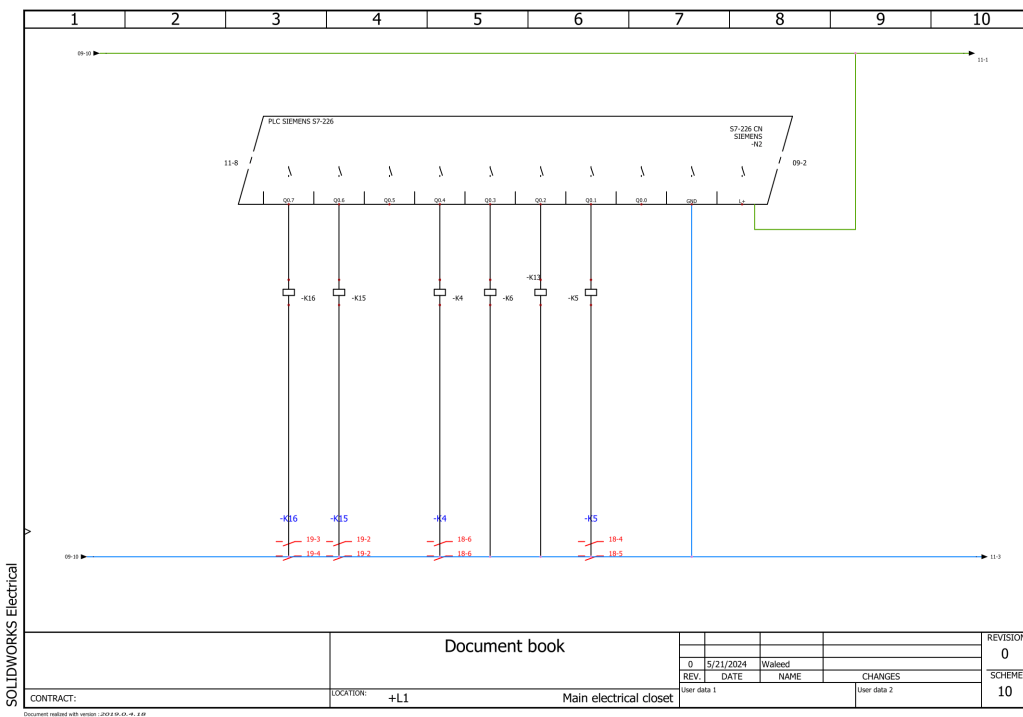 1 2 3 4 5 6 7 8 9 10
09-10
11-1
PLC SIEMENS S7-226
S7-226 CN
SIEMENS
-N2
11-8
09-2
Q0.7 Q0.6 Q0.5 Q0.4 Q0.3 Q0.2 Q0.1 Q0.0 GND L+
-K13
-K16 -K15 -K4 -K6 -K5
-K16 -K15 -K4 -K5
>
19-3 19-2 18-6 18-4
19-4 19-2 18-6 18-5
09-10
11-3
SOLIDWORKS Electrical
Document book
REVISION
0
0 5/21/2024 Waleed
REV. DATE NAME CHANGES
SCHEME
10
CONTRACT:
LOCATION: +L1 Main electrical closet
User data 1
User data 2
Document realized with version : 2019.0.4.18